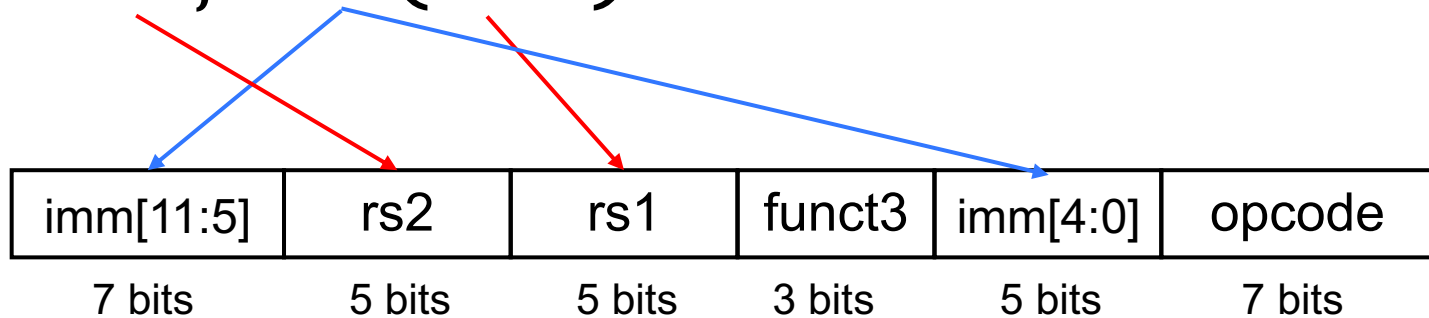 imm[11:5] rs2 rs1 funct3 imm[4:0] opcode
7 bits 5 bits 5 bits 3 bits 5 bits 7 bits